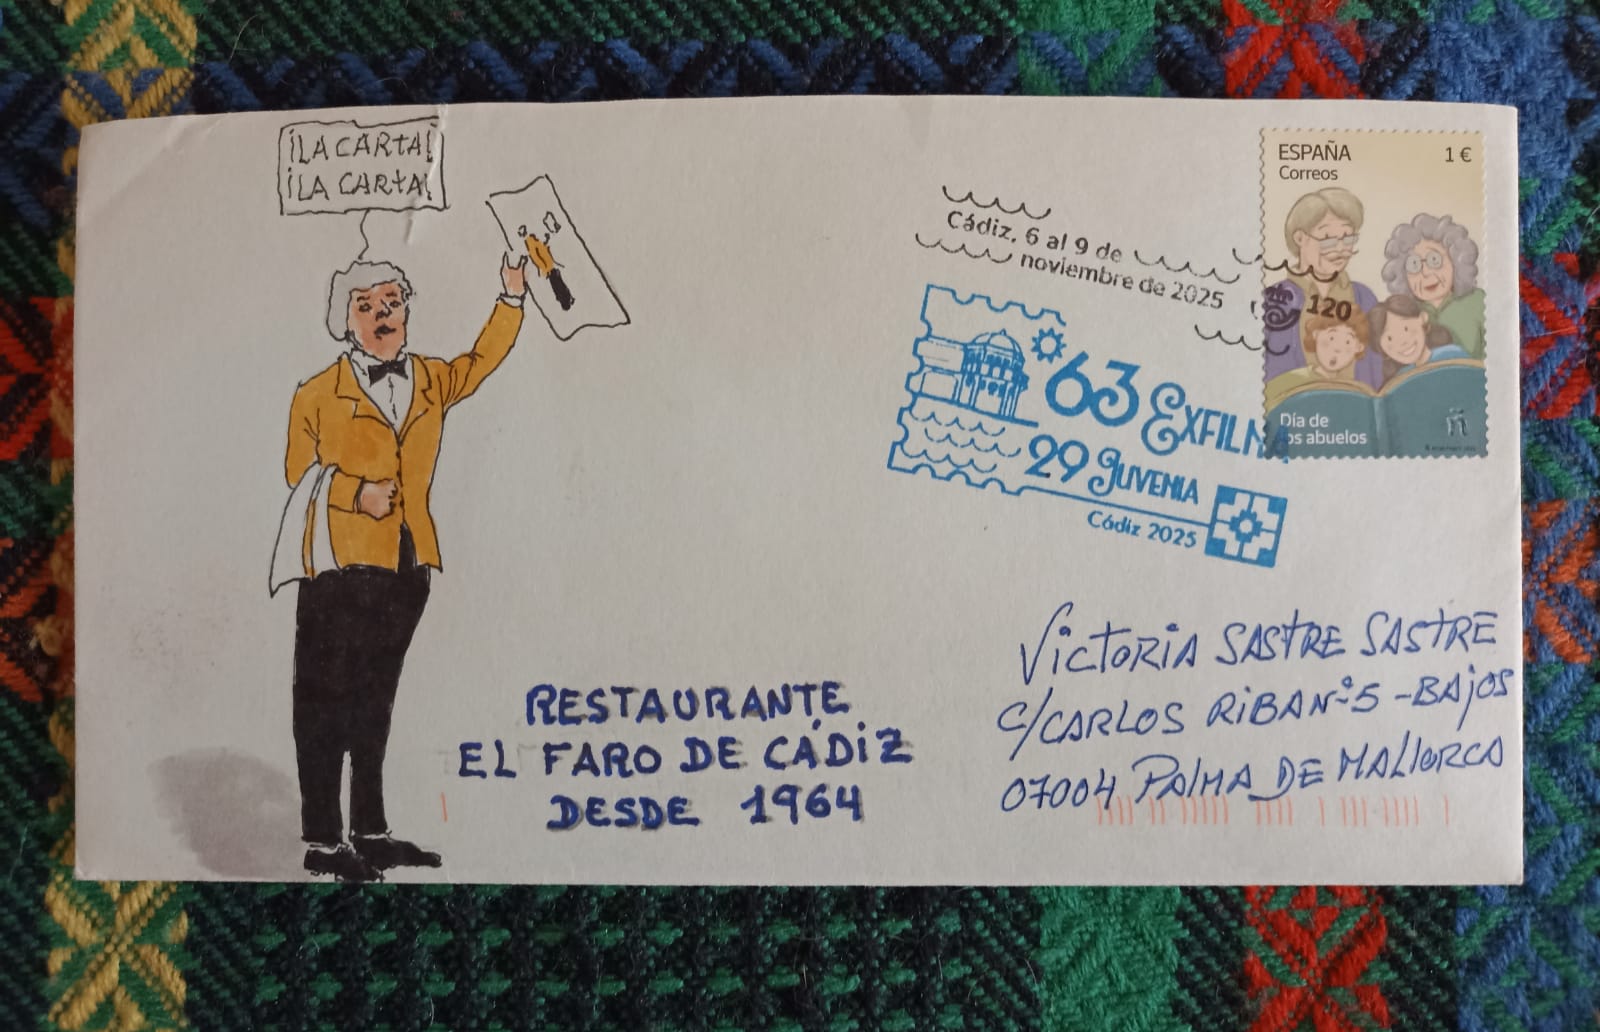 ¡LA CARTA!
¡LA CARTA!
ESPAÑA
Correos
1 €
Cádiz, 6 al 9 de
noviembre de 2025
120
63 EXFILNA
29 JUVENIA
Cádiz 2025
Día de
los abuelos
VICTORIA SASTRE SASTRE
C/CARLOS RIBA Nº 5 - BAJOS
07004 PALMA DE MALLORCA
RESTAURANTE
EL FARO DE CÁDIZ
DESDE 1964